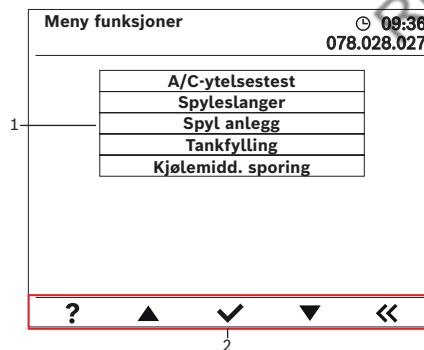 Meny funksjoner
09:36
078.028.027
A/C-ytelsestest
Spyleslanger
1
Spyl anlegg
Tankfylling
Kjølemidd. sporing
?
2